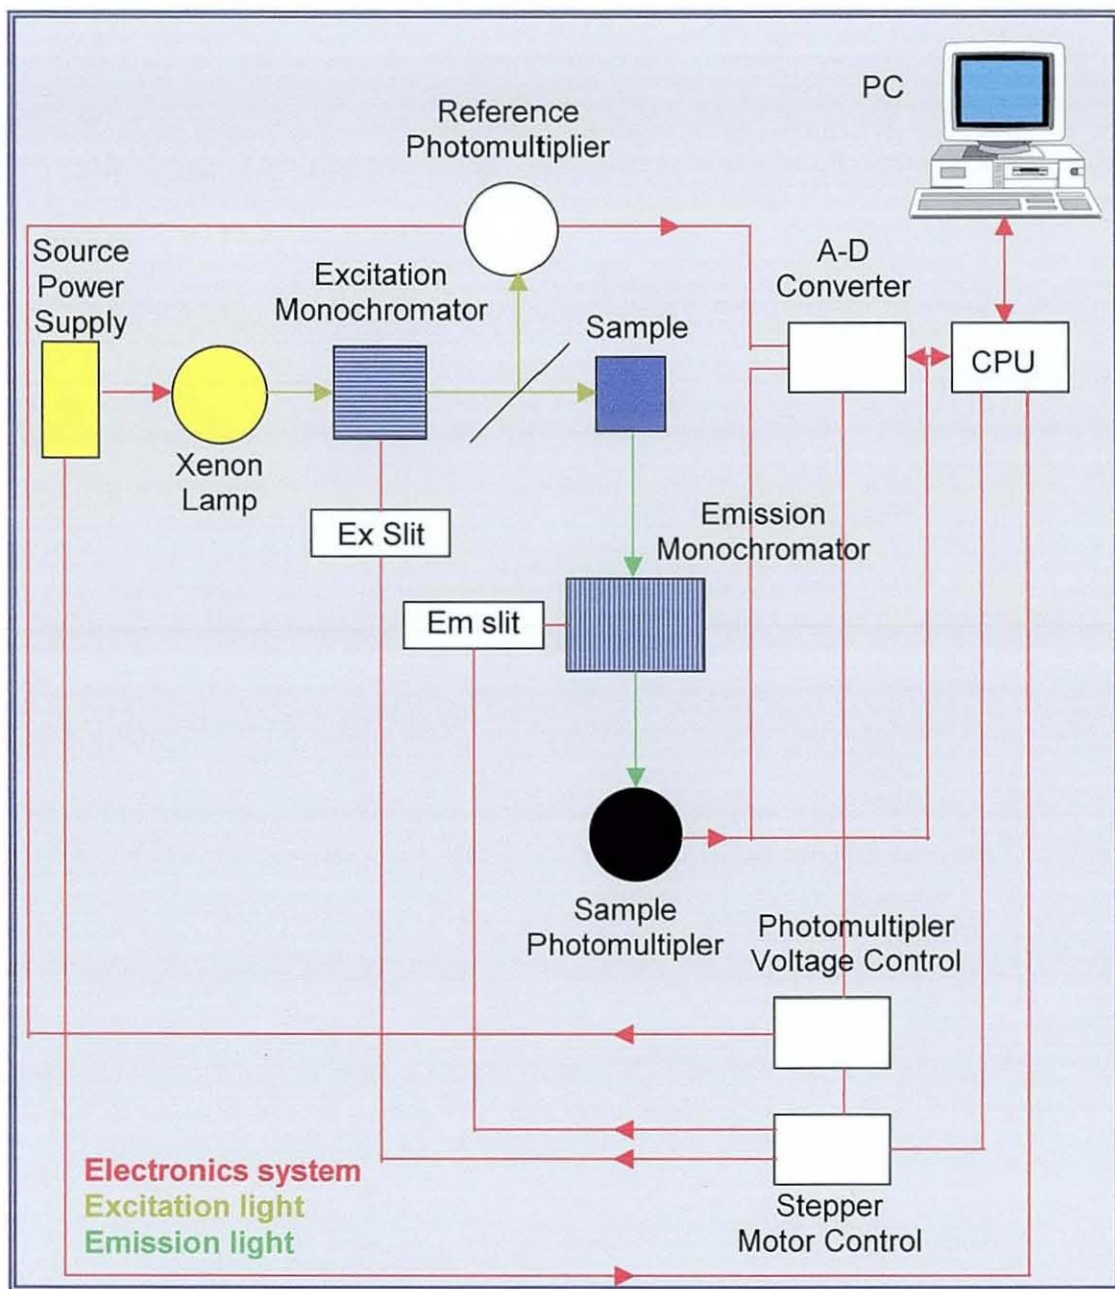 PC
Reference
Photomultiplier
Source
Power
Supply
Excitation
Monochromator
A-D
Converter
Sample
CPU
Xenon
Lamp
Ex Slit
Emission
Monochromator
Em slit
Sample
Photomultipler
Photomultipler
Voltage Control
Stepper
Motor Control
Electronics system
Excitation light
Emission light